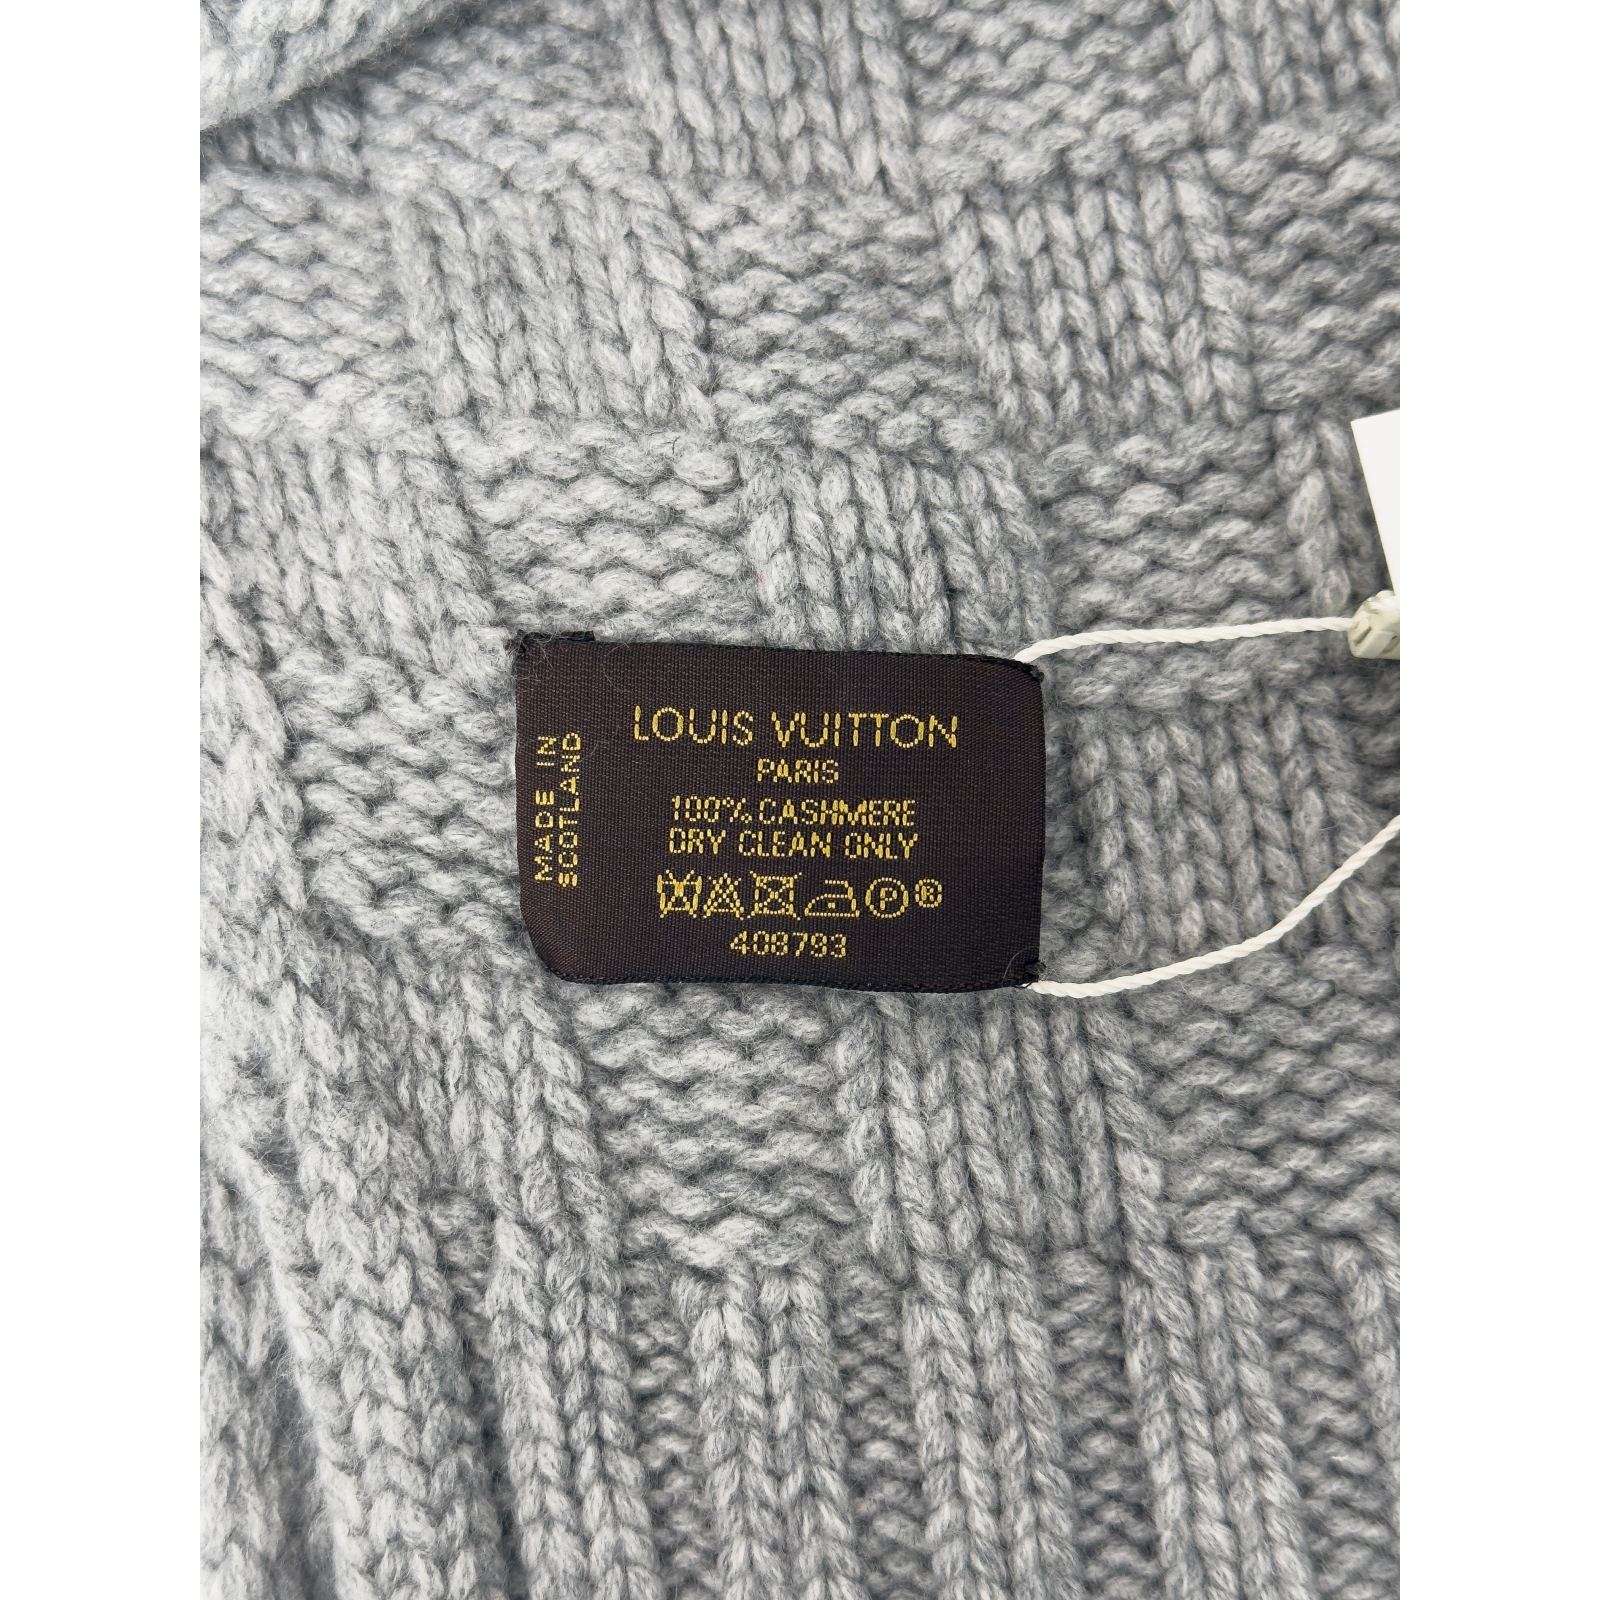 LOUIS VUITTON
PARIS
100% CASHMERE
DRY CLEAN ONLY
P ®
408793
MADE IN
SCOTLAND